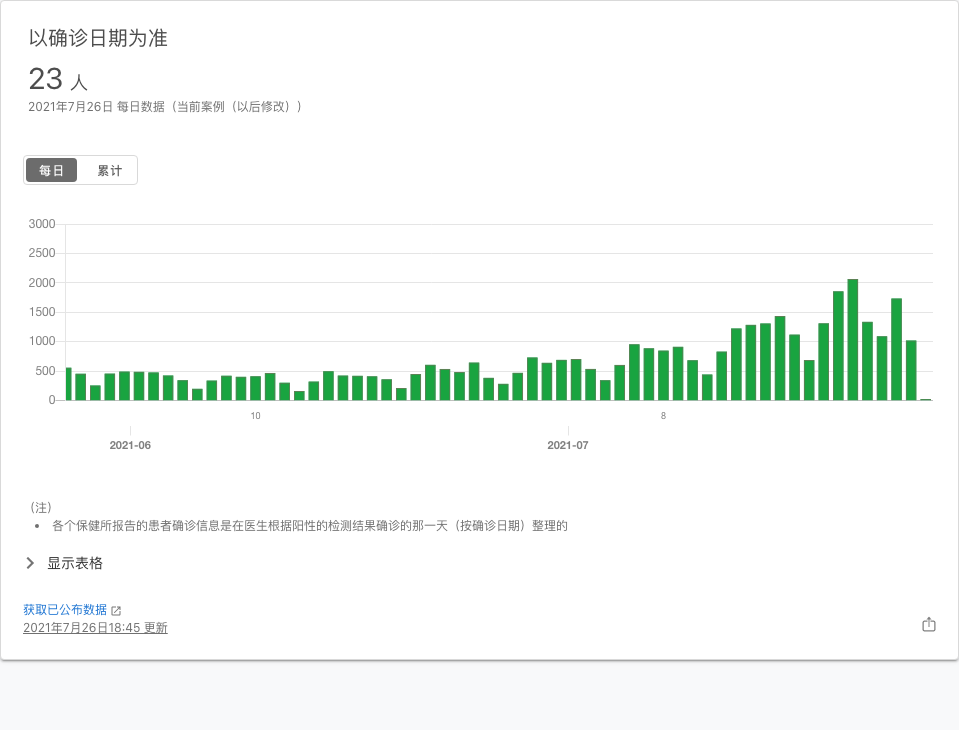 以确诊日期为准
23 人
2021年7月26日 每日数据（当前案例（以后修改））
每日 累计
3000
2500
2000
1500
1000
500
0
10 8
2021-06 2021-07
（注）
• 各个保健所报告的患者确诊信息是在医生根据阳性的检测结果确诊的那一天（按确诊日期）整理的
显示表格
获取已公布数据
2021年7月26日18:45 更新